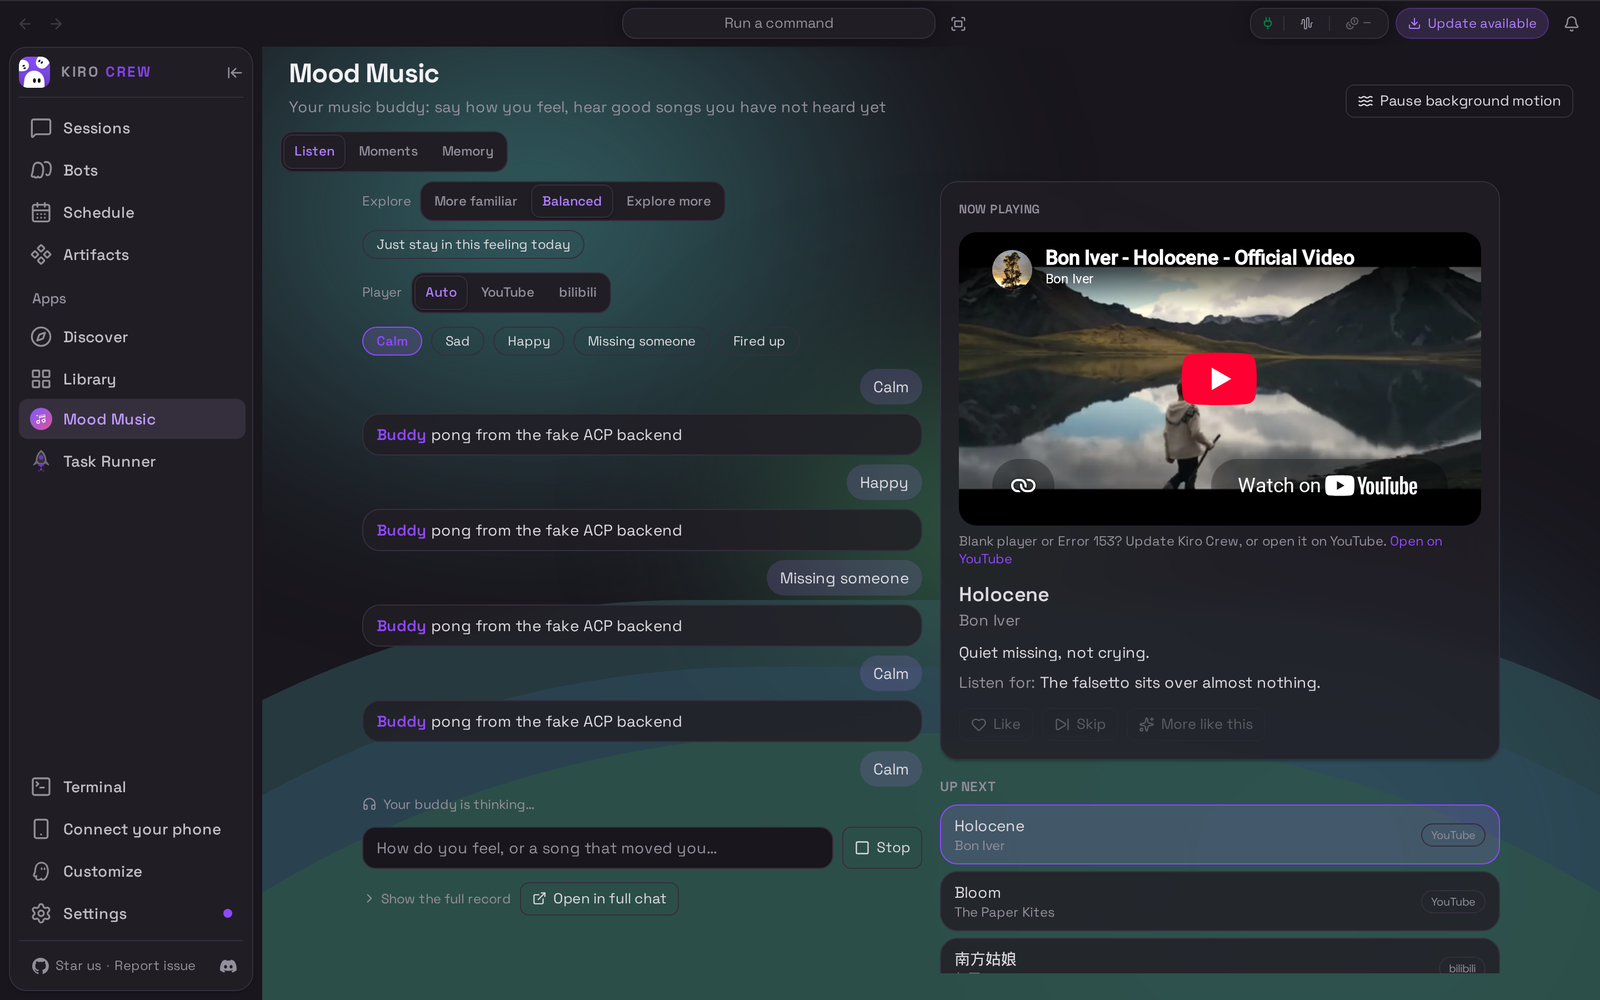 Run a command
Update available
KIRO CREW
Sessions
Bots
Schedule
Artifacts
Apps
Discover
Library
Mood Music
Task Runner
Terminal
Connect your phone
Customize
Settings
Star us · Report issue
Mood Music
Your music buddy: say how you feel, hear good songs you have not heard yet
Pause background motion
Listen Moments Memory
Explore More familiar Balanced Explore more
Just stay in this feeling today
Player Auto YouTube bilibili
Calm Sad Happy Missing someone Fired up
Calm
Buddy pong from the fake ACP backend
Happy
Buddy pong from the fake ACP backend
Missing someone
Buddy pong from the fake ACP backend
Calm
Buddy pong from the fake ACP backend
Calm
Your buddy is thinking...
How do you feel, or a song that moved you...
Stop
Show the full record
Open in full chat
NOW PLAYING
Bon Iver - Holocene - Official Video
Bon Iver
Watch on YouTube
Blank player or Error 153? Update Kiro Crew, or open it on YouTube. Open on
YouTube
Holocene
Bon Iver
Quiet missing, not crying.
Listen for: The falsetto sits over almost nothing.
Like Skip More like this
UP NEXT
Holocene
Bon Iver
YouTube
Bloom
The Paper Kites
YouTube
南方姑娘
bilibili